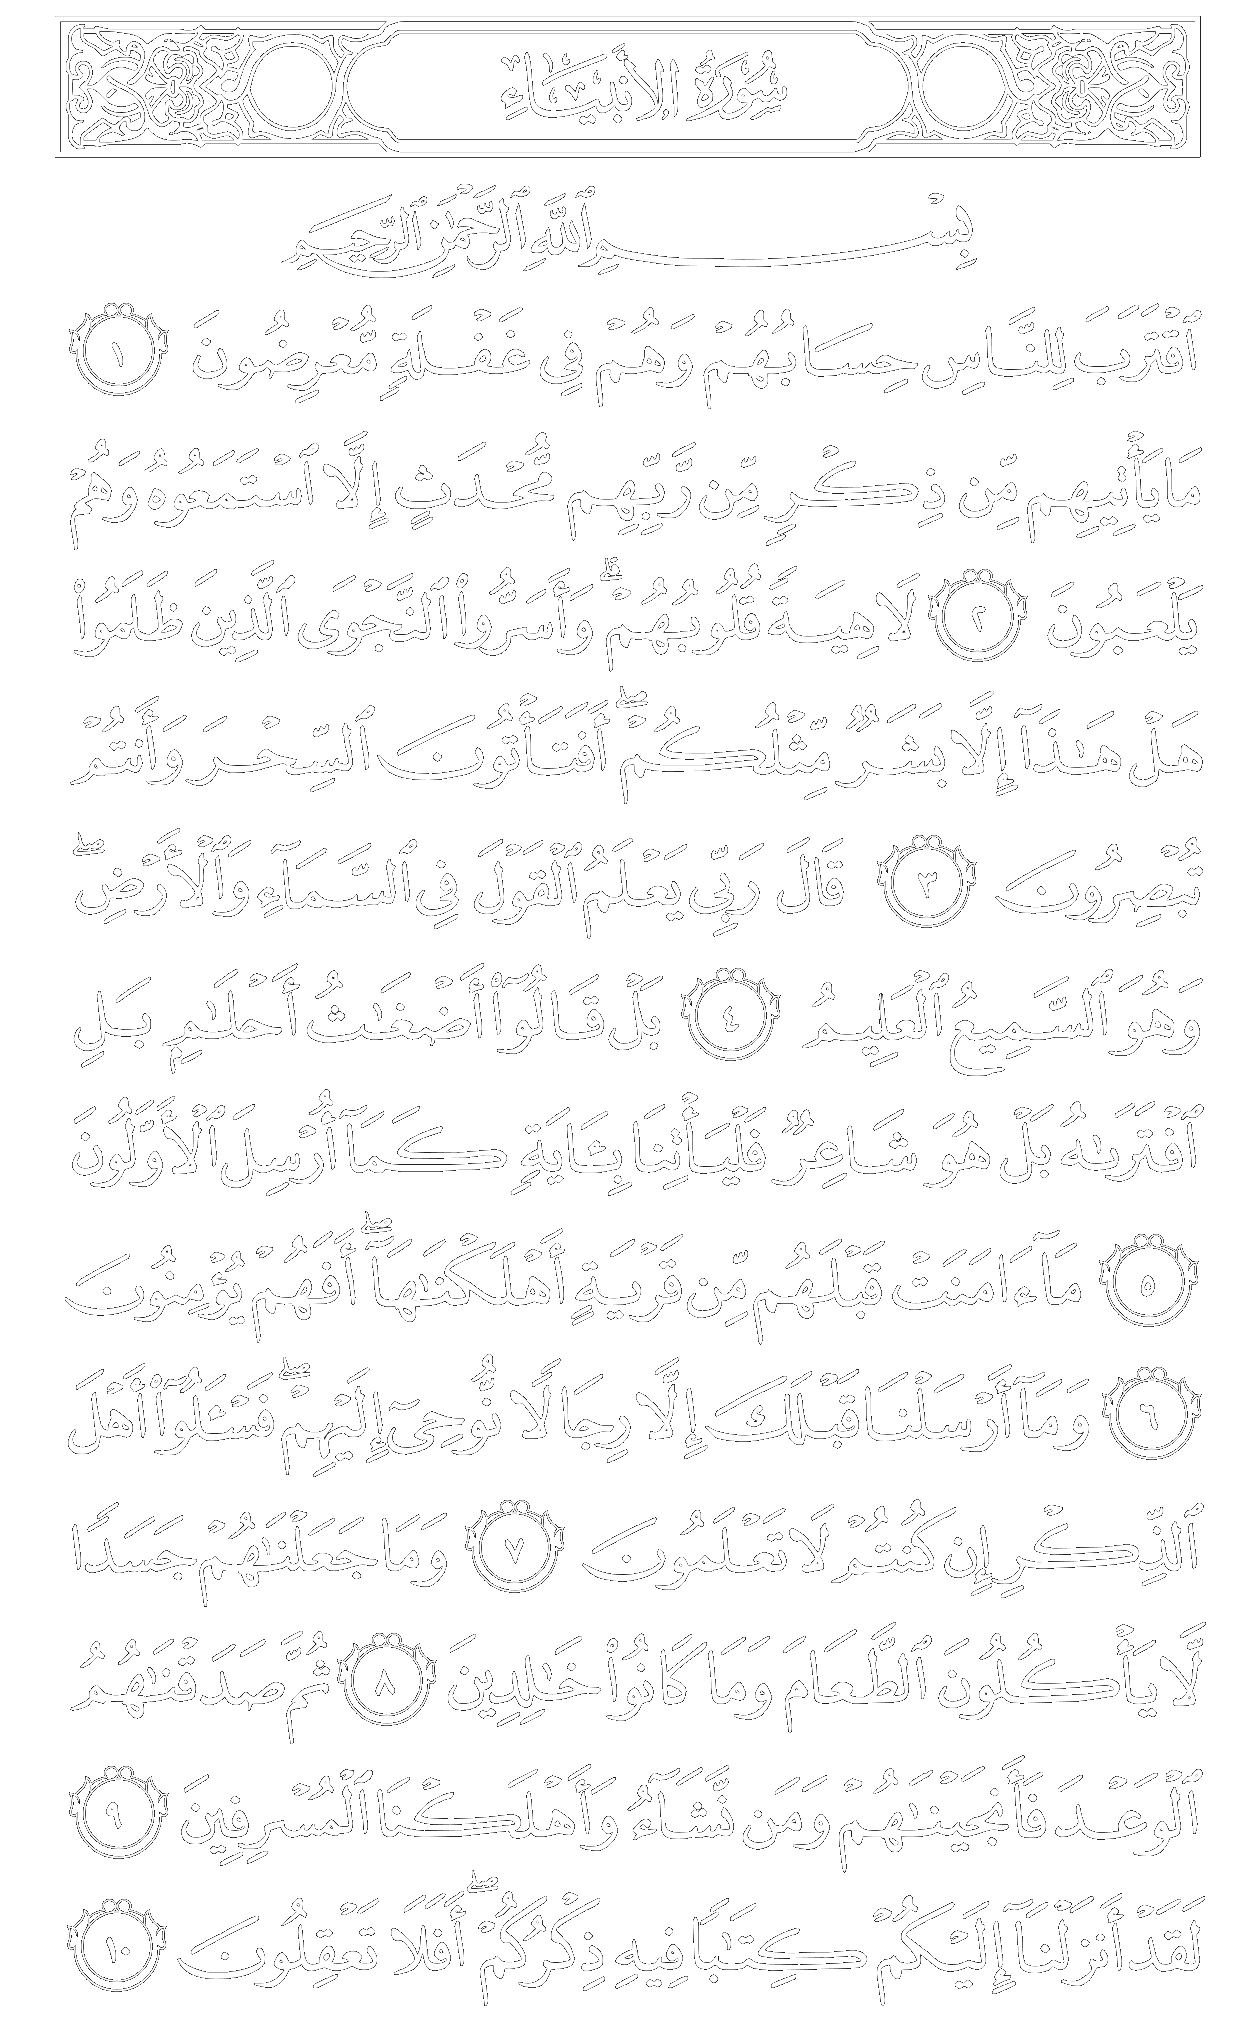 سُورَةُ الأَنبِيَاءِ
بِسْمِ ٱللَّهِ ٱلرَّحْمَٰنِ ٱلرَّحِيمِ
ٱقْتَرَبَ لِلنَّاسِ حِسَابُهُمْ وَهُمْ فِي غَفْلَةٍ مُّعْرِضُونَ ١
مَا يَأْتِيهِم مِّن ذِكْرٍ مِّن رَّبِّهِم مُّحْدَثٍ إِلَّا ٱسْتَمَعُوهُ وَهُمْ
يَلْعَبُونَ ٢ لَاهِيَةً قُلُوبُهُمْ ۗ وَأَسَرُّوا۟ ٱلنَّجْوَى ٱلَّذِينَ ظَلَمُوا۟
هَلْ هَـٰذَآ إِلَّا بَشَرٌ مِّثْلُكُمْ ۖ أَفَتَأْتُونَ ٱلسِّحْرَ وَأَنتُمْ
تُبْصِرُونَ ٣ قَالَ رَبِّي يَعْلَمُ ٱلْقَوْلَ فِي ٱلسَّمَآءِ وَٱلْأَرْضِ ۖ
وَهُوَ ٱلسَّمِيعُ ٱلْعَلِيمُ ٤ بَلْ قَالُوٓا۟ أَضْغَـٰثُ أَحْلَـٰمٍ بَلِ
ٱفْتَرَىٰهُ بَلْ هُوَ شَاعِرٌ فَلْيَأْتِنَا بِـَٔايَةٍ كَمَآ أُرْسِلَ ٱلْأَوَّلُونَ
٥ مَآ ءَامَنَتْ قَبْلَهُم مِّن قَرْيَةٍ أَهْلَكْنَـٰهَآ ۖ أَفَهُمْ يُؤْمِنُونَ
٦ وَمَآ أَرْسَلْنَا قَبْلَكَ إِلَّا رِجَالًا نُّوحِىٓ إِلَيْهِمْ ۖ فَسْـَٔلُوٓا۟ أَهْلَ
ٱلذِّكْرِ إِن كُنتُمْ لَا تَعْلَمُونَ ٧ وَمَا جَعَلْنَـٰهُمْ جَسَدًا
لَّا يَأْكُلُونَ ٱلطَّعَامَ وَمَا كَانُوا۟ خَـٰلِدِينَ ٨ ثُمَّ صَدَقْنَـٰهُمُ
ٱلْوَعْدَ فَأَنجَيْنَـٰهُمْ وَمَن نَّشَآءُ وَأَهْلَكْنَا ٱلْمُسْرِفِينَ ٩
لَقَدْ أَنزَلْنَآ إِلَيْكُمْ كِتَـٰبًا فِيهِ ذِكْرُكُمْ ۖ أَفَلَا تَعْقِلُونَ ١٠